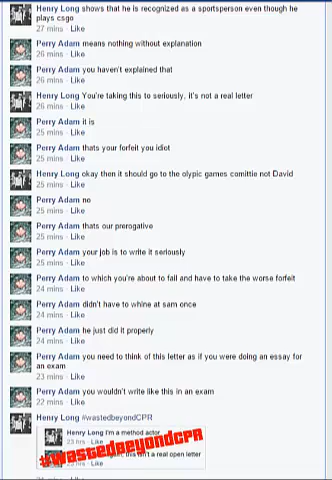 Henry Long shows that he is recognized as a sportsperson even though he
plays csgo
27 mins · Like
Perry Adam means nothing without explanation
26 mins · Like
Perry Adam you haven't explained that
26 mins · Like
Henry Long You're taking this to seriously, it's not a real letter
26 mins · Like
Perry Adam it is
25 mins · Like
Perry Adam thats your forfeit you idiot
25 mins · Like
Henry Long okay then it should go to the olypic games comittie not David
25 mins · Like
Perry Adam no
25 mins · Like
Perry Adam thats our prerogative
25 mins · Like
Perry Adam your job is to write it seriously
25 mins · Like
Perry Adam to which you're about to fail and have to take the worse forfeit
24 mins · Like
Perry Adam didn't have to whine at sam once
24 mins · Like
Perry Adam he just did it properly
24 mins · Like
Perry Adam you need to think of this letter as if you were doing an essay for
an exam
23 mins · Like
Perry Adam you wouldn't write like this in an exam
22 mins · Like
Henry Long #wastedbeyondCPR
Henry Long I'm a method actor
23 hrs · Like
#WastedBeyondCPR
this isn't a real open letter
Like